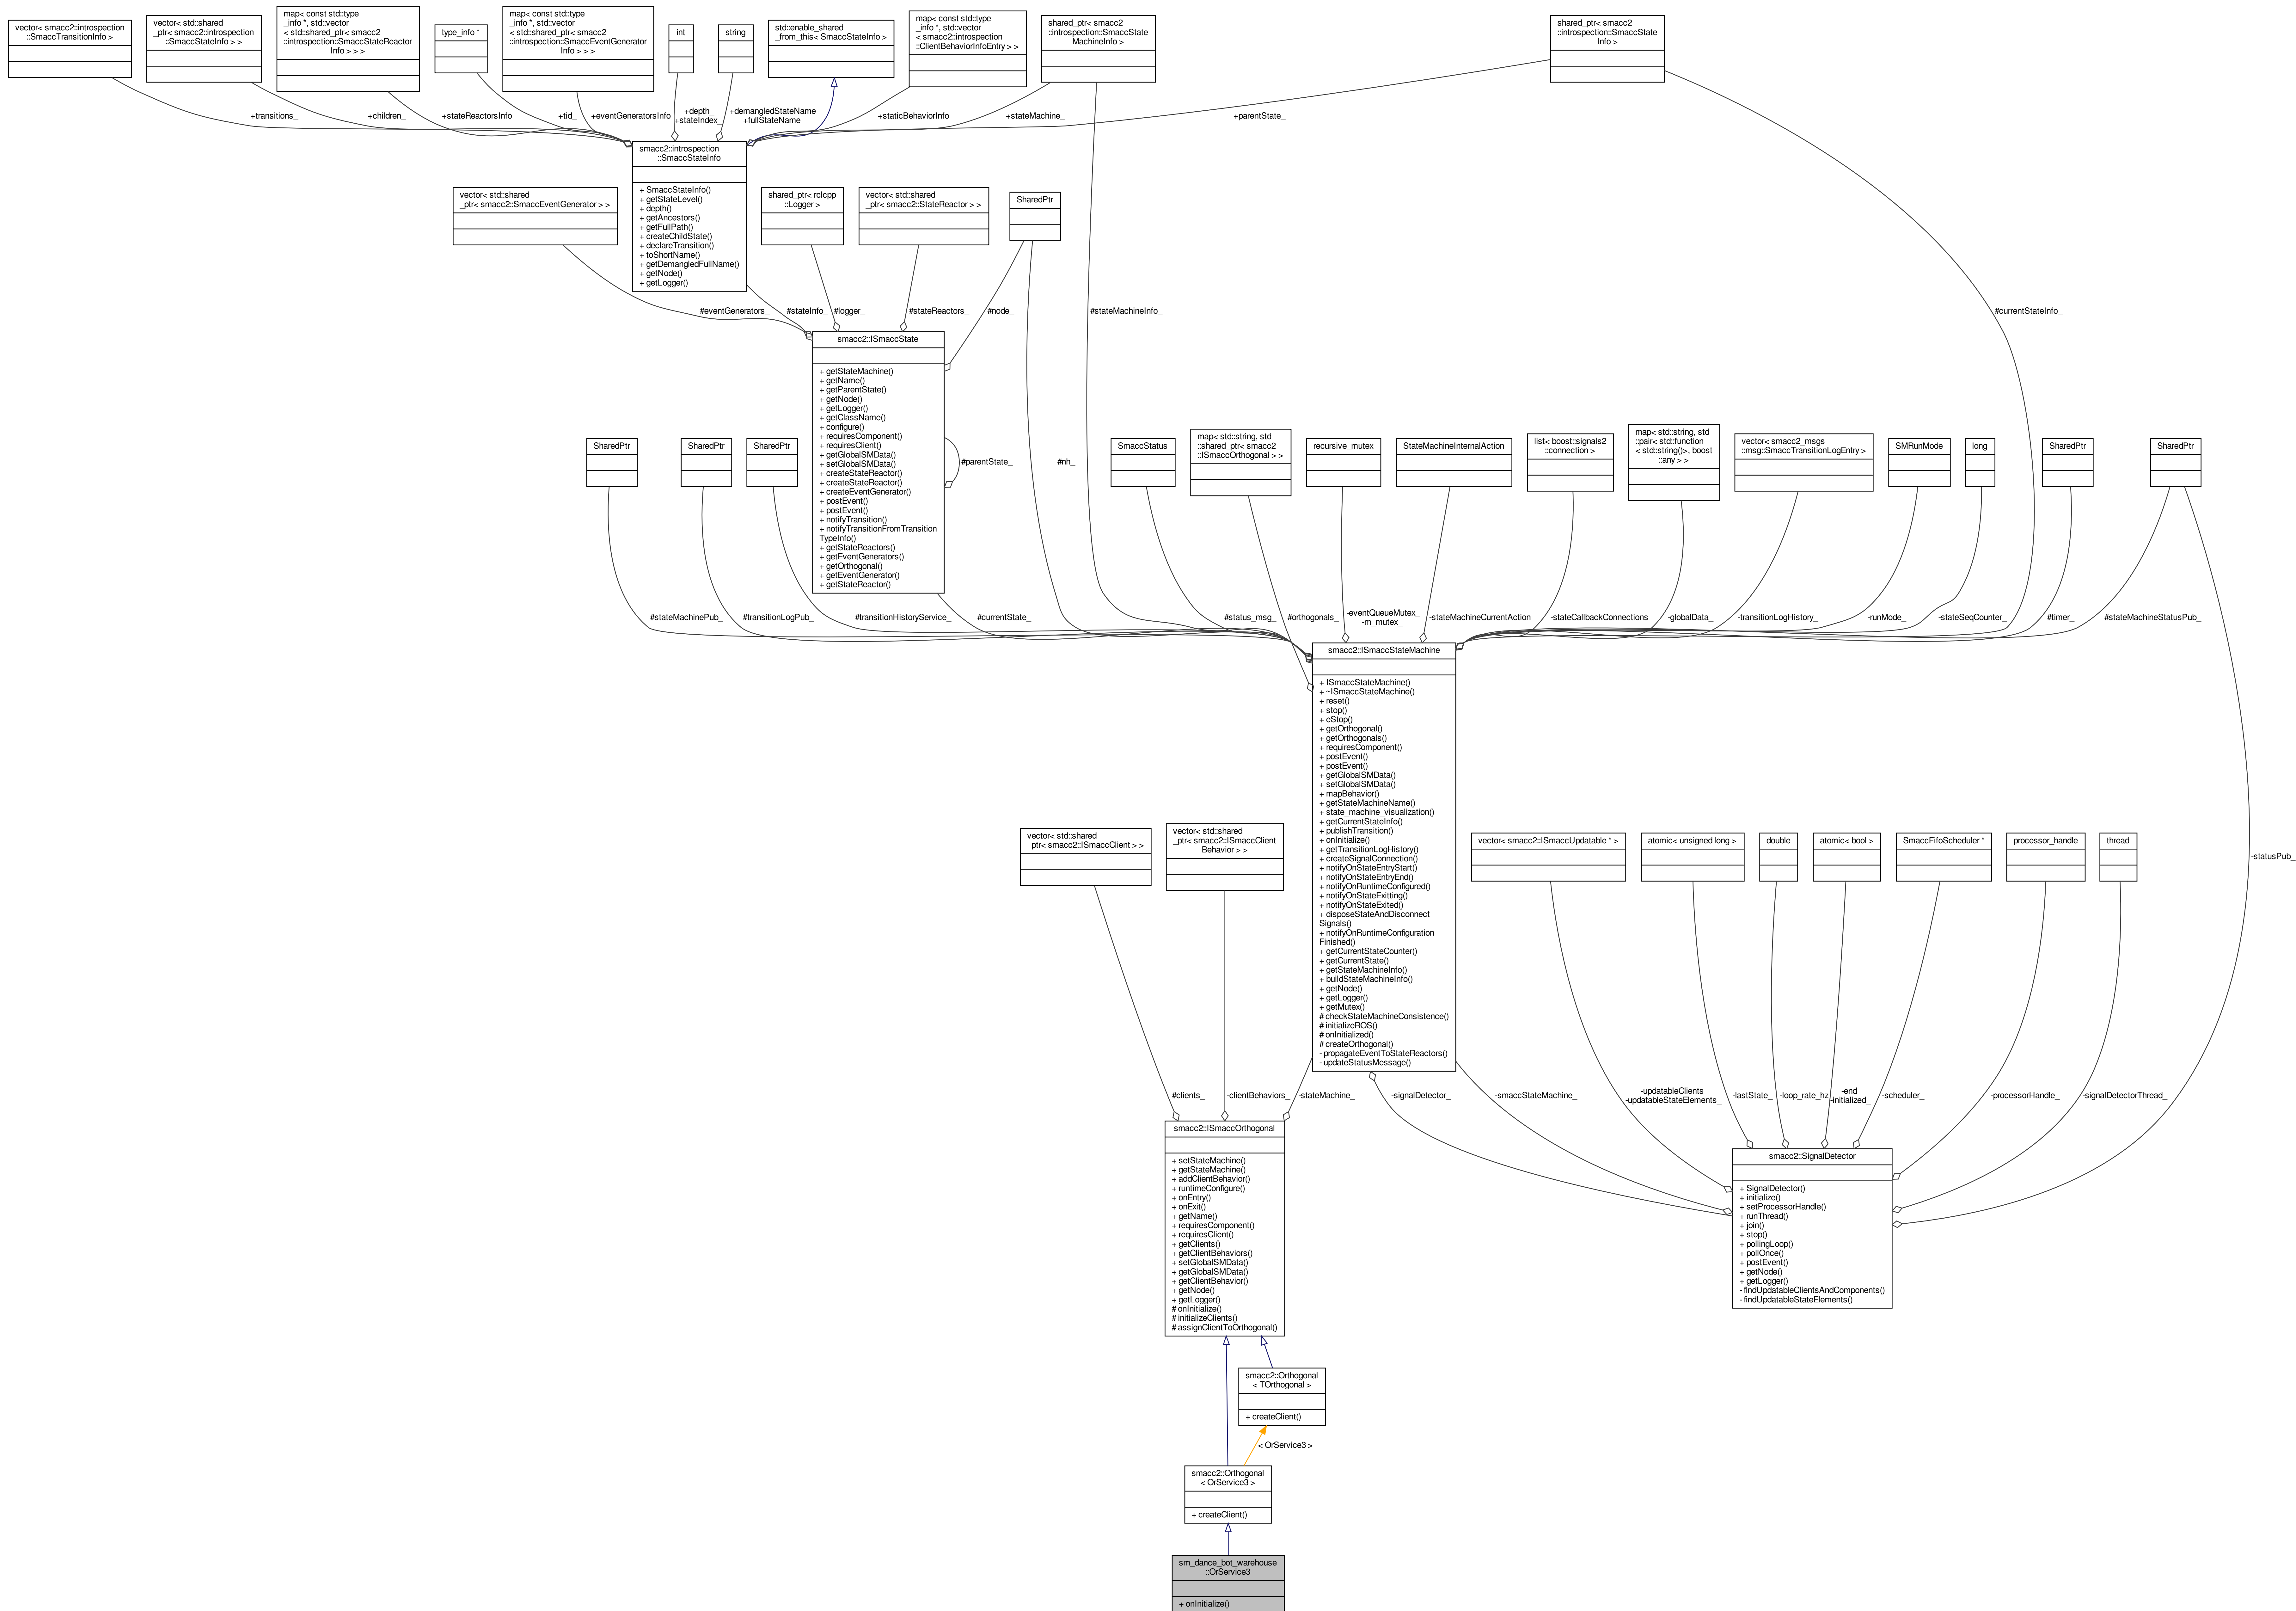 vector< smacc2::introspection
::SmaccTransitionInfo >
vector< std::shared
_ptr< smacc2::introspection
::SmaccStateInfo > >
map< const std::type
_info *, std::vector
< std::shared_ptr< smacc2
::introspection::SmaccStateReactor
Info > > >
type_info *
map< const std::type
_info *, std::vector
< std::shared_ptr< smacc2
::introspection::SmaccEventGenerator
Info > > >
int
string
std::enable_shared
_from_this< SmaccStateInfo >
map< const std::type
_info *, std::vector
< smacc2::introspection
::ClientBehaviorInfoEntry > >
shared_ptr< smacc2
::introspection::SmaccState
MachineInfo >
shared_ptr< smacc2
::introspection::SmaccState
Info >
+transitions_
+children_
+stateReactorsInfo
+tid_
+eventGeneratorsInfo
+depth_
+stateIndex_
+demangledStateName
+fullStateName
+staticBehaviorInfo
+stateMachine_
+parentState_
smacc2::introspection
::SmaccStateInfo
+ SmaccStateInfo()
+ getStateLevel()
+ depth()
+ getAncestors()
+ getFullPath()
+ createChildState()
+ declareTransition()
+ toShortName()
+ getDemangledFullName()
+ getNode()
+ getLogger()
vector< std::shared
_ptr< smacc2::SmaccEventGenerator > >
shared_ptr< rclcpp
::Logger >
vector< std::shared
_ptr< smacc2::StateReactor > >
SharedPtr
#eventGenerators_
#stateInfo_
#logger_
#stateReactors_
#node_
#stateMachineInfo_
#currentStateInfo_
smacc2::ISmaccState
+ getStateMachine()
+ getName()
+ getParentState()
+ getNode()
+ getLogger()
+ getClassName()
+ configure()
+ requiresComponent()
+ requiresClient()
+ getGlobalSMData()
+ setGlobalSMData()
+ createStateReactor()
+ createStateReactor()
+ createEventGenerator()
+ postEvent()
+ postEvent()
+ notifyTransition()
+ notifyTransitionFromTransition
TypeInfo()
+ getStateReactors()
+ getEventGenerators()
+ getOrthogonal()
+ getEventGenerator()
+ getStateReactor()
#parentState_
#nh_
SharedPtr
SharedPtr
SharedPtr
SmaccStatus
map< std::string, std
::shared_ptr< smacc2
::ISmaccOrthogonal > >
recursive_mutex
StateMachineInternalAction
list< boost::signals2
::connection >
map< std::string, std
::pair< std::function
< std::string()>, boost
::any > >
vector< smacc2_msgs
::msg::SmaccTransitionLogEntry >
SMRunMode
long
SharedPtr
SharedPtr
#stateMachinePub_
#transitionLogPub_
#transitionHistoryService_
#currentState_
#status_msg_
#orthogonals_
-eventQueueMutex_
-m_mutex_
-stateMachineCurrentAction
-stateCallbackConnections
-globalData_
-transitionLogHistory_
-runMode_
-stateSeqCounter_
#timer_
#stateMachineStatusPub_
smacc2::ISmaccStateMachine
+ ISmaccStateMachine()
+ ~ISmaccStateMachine()
+ reset()
+ stop()
+ eStop()
+ getOrthogonal()
+ getOrthogonals()
+ requiresComponent()
+ postEvent()
+ postEvent()
+ getGlobalSMData()
+ setGlobalSMData()
+ mapBehavior()
+ getStateMachineName()
+ state_machine_visualization()
+ getCurrentStateInfo()
+ publishTransition()
+ onInitialize()
+ getTransitionLogHistory()
+ createSignalConnection()
+ notifyOnStateEntryStart()
+ notifyOnStateEntryEnd()
+ notifyOnRuntimeConfigured()
+ notifyOnStateExitting()
+ notifyOnStateExited()
+ disposeStateAndDisconnect
Signals()
+ notifyOnRuntimeConfiguration
Finished()
+ getCurrentStateCounter()
+ getCurrentState()
+ getStateMachineInfo()
+ buildStateMachineInfo()
+ getNode()
+ getLogger()
+ getMutex()
# checkStateMachineConsistence()
# initializeROS()
# onInitialized()
# createOrthogonal()
- propagateEventToStateReactors()
- updateStatusMessage()
vector< std::shared
_ptr< smacc2::ISmaccClient > >
vector< std::shared
_ptr< smacc2::ISmaccClient
Behavior > >
vector< smacc2::ISmaccUpdatable * >
atomic< unsigned long >
double
atomic< bool >
SmaccFifoScheduler *
processor_handle
thread
-statusPub_
#clients_
-clientBehaviors_
-stateMachine_
-signalDetector_
-smaccStateMachine_
-updatableClients_
-updatableStateElements_
-lastState_
-loop_rate_hz
-end_
-initialized_
-scheduler_
-processorHandle_
-signalDetectorThread_
smacc2::ISmaccOrthogonal
+ setStateMachine()
+ getStateMachine()
+ addClientBehavior()
+ runtimeConfigure()
+ onEntry()
+ onExit()
+ getName()
+ requiresComponent()
+ requiresClient()
+ getClients()
+ getClientBehaviors()
+ setGlobalSMData()
+ getGlobalSMData()
+ getClientBehavior()
+ getNode()
+ getLogger()
# onInitialize()
# initializeClients()
# assignClientToOrthogonal()
smacc2::SignalDetector
+ SignalDetector()
+ initialize()
+ setProcessorHandle()
+ runThread()
+ join()
+ stop()
+ pollingLoop()
+ pollOnce()
+ postEvent()
+ getNode()
+ getLogger()
- findUpdatableClientsAndComponents()
- findUpdatableStateElements()
smacc2::Orthogonal
< TOrthogonal >
+ createClient()
< OrService3 >
smacc2::Orthogonal
< OrService3 >
+ createClient()
sm_dance_bot_warehouse
::OrService3
+ onInitialize()